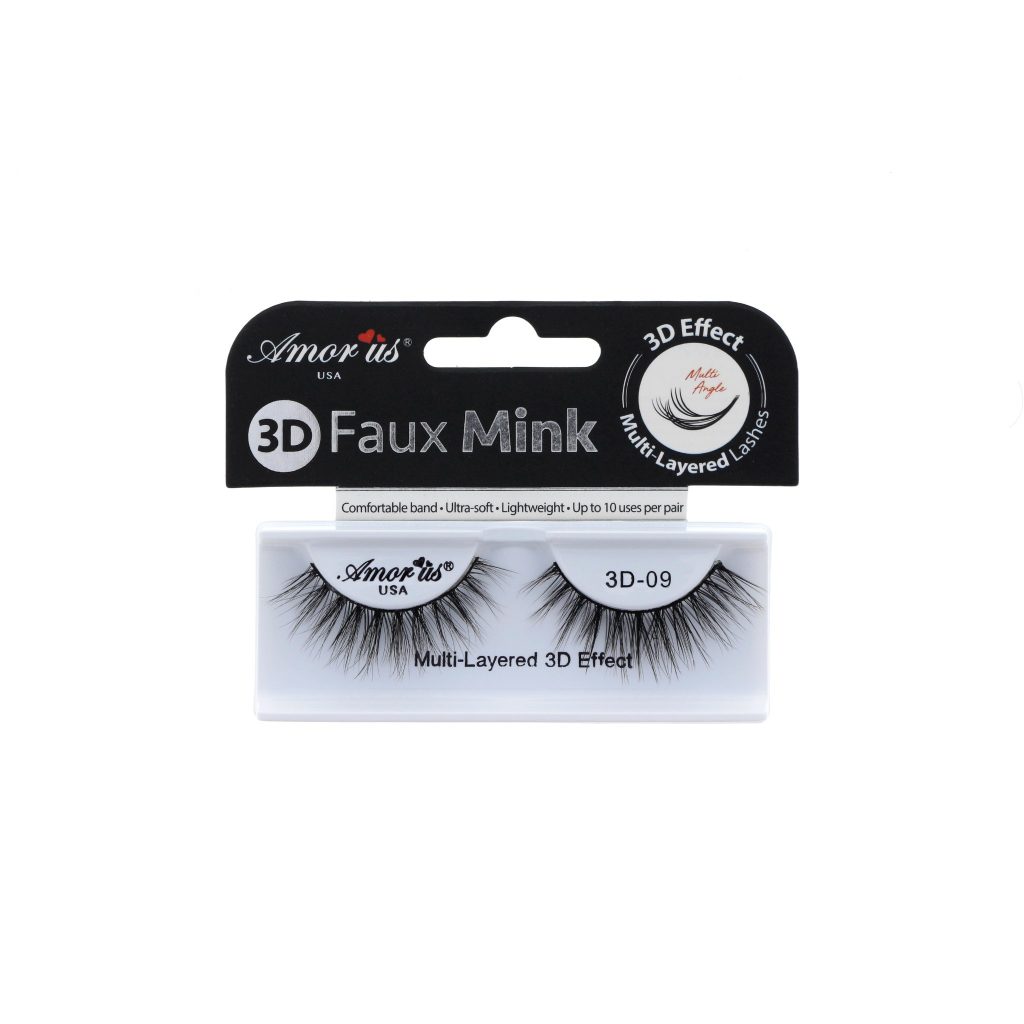 Amor us®
USA
3D Faux Mink
3D Effect
Multi
Angle
Multi-Layered Lashes
Comfortable band • Ultra-soft • Lightweight • Up to 10 uses per pair
Amor us®
USA
3D-09
Multi-Layered 3D Effect